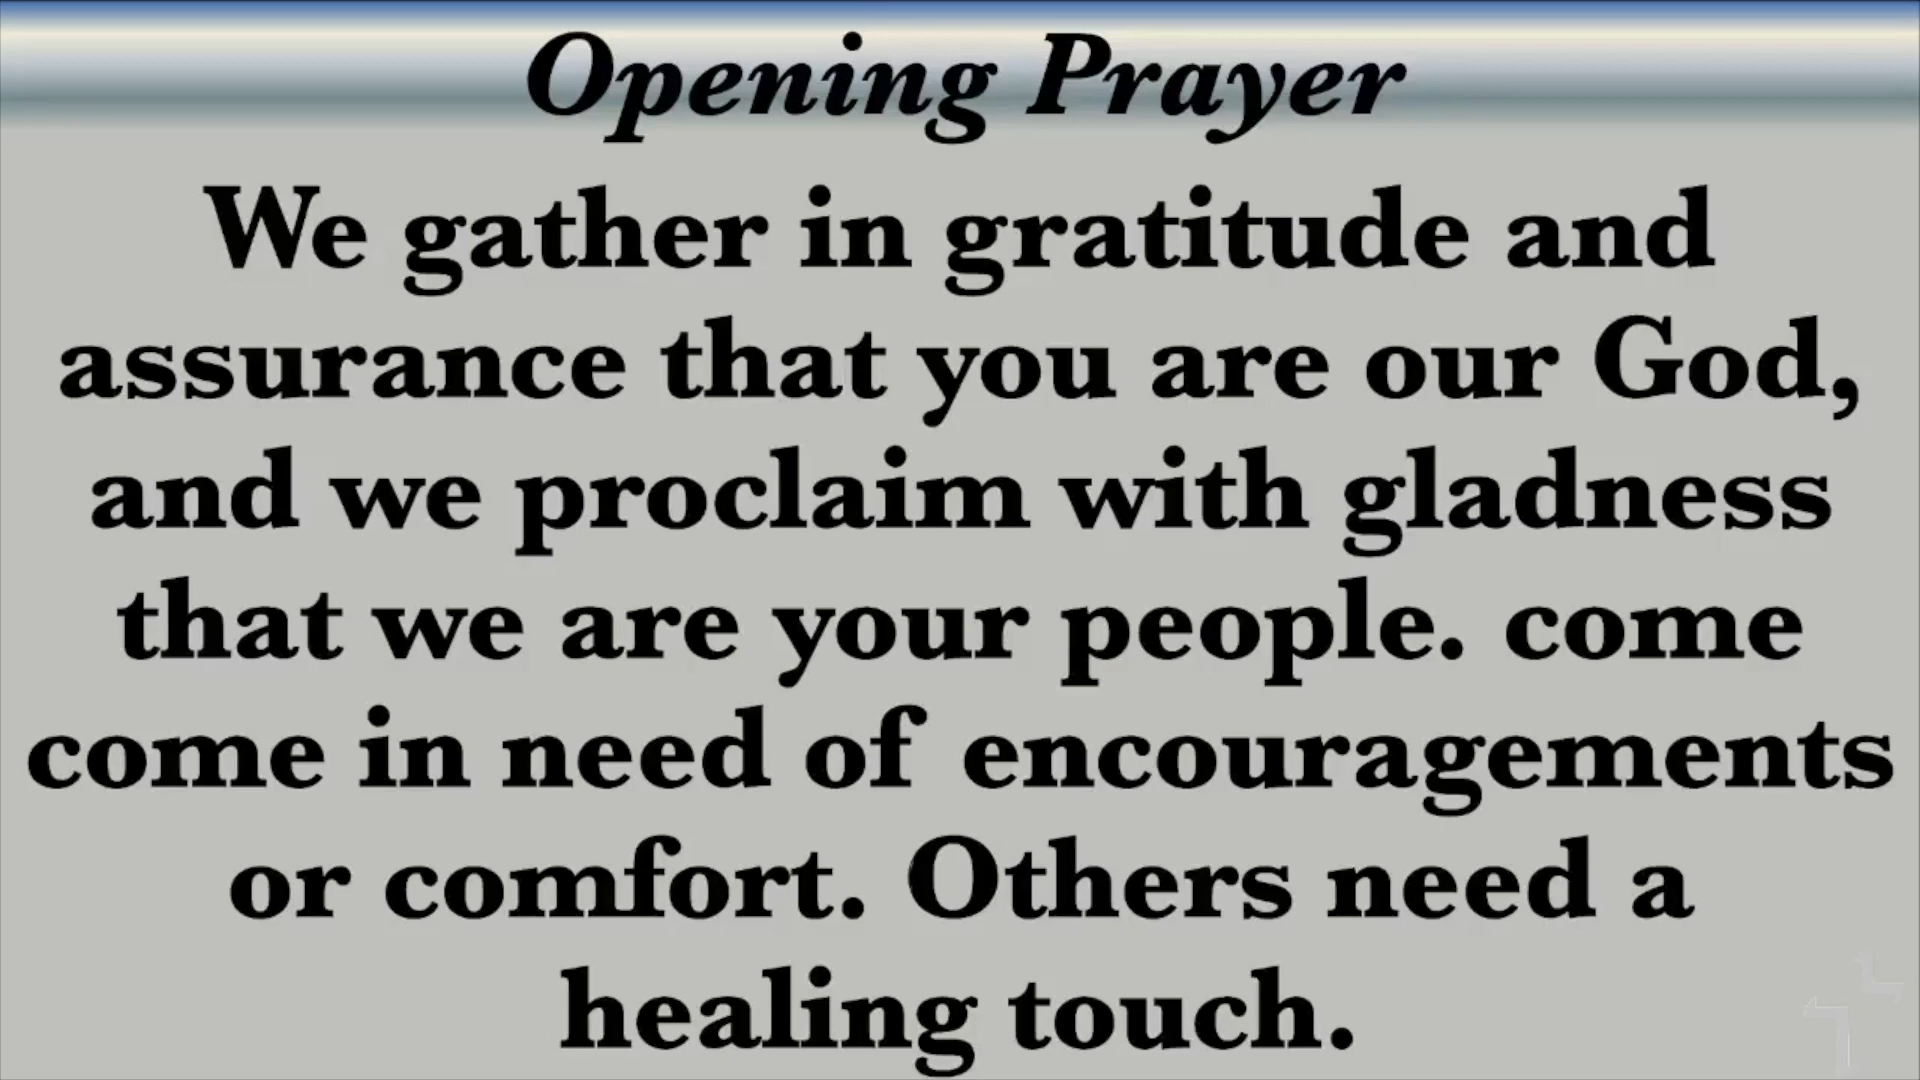 Opening Prayer
We gather in gratitude and
assurance that you are our God,
and we proclaim with gladness
that we are your people. come
come in need of encouragements
or comfort. Others need a
healing touch.